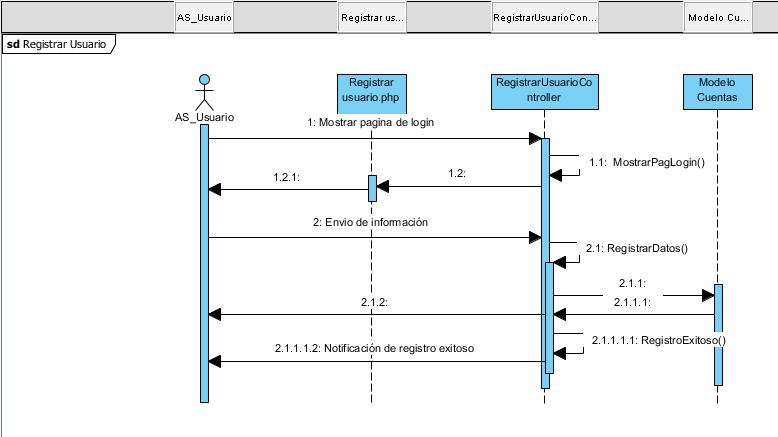 AS_Usuario
Registrar us...
RegistrarUsuarioCon...
Modelo Cu...
sd Registrar Usuario
AS_Usuario
Registrar
usuario.php
RegistrarUsuarioCo
ntroller
Modelo
Cuentas
1: Mostrar pagina de login
1.1: MostrarPagLogin()
1.2:
1.2.1:
2: Envio de información
2.1: RegistrarDatos()
2.1.1:
2.1.1.1:
2.1.2:
2.1.1.1.1: RegistroExitoso()
2.1.1.1.2: Notificación de registro exitoso